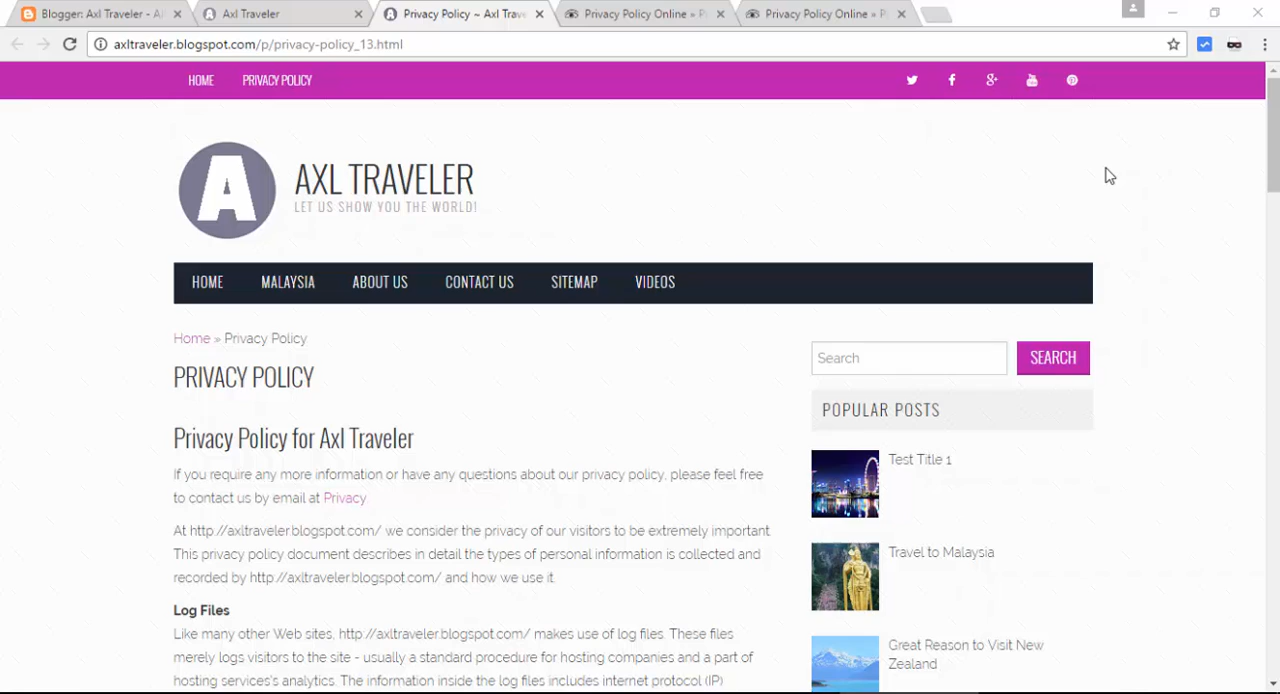 Blogger: Axl Traveler - A
Axl Traveler
Privacy Policy ~ Axl Trave
Privacy Policy Online » P
Privacy Policy Online » P
axltraveler.blogspot.com/p/privacy-policy_13.html
HOME PRIVACY POLICY
A
AXL TRAVELER
LET US SHOW YOU THE WORLD!
HOME MALAYSIA ABOUT US CONTACT US SITEMAP VIDEOS
Home » Privacy Policy
PRIVACY POLICY
Privacy Policy for Axl Traveler
If you require any more information or have any questions about our privacy policy, please feel free
to contact us by email at Privacy
At http://axltraveler.blogspot.com/ we consider the privacy of our visitors to be extremely important.
This privacy policy document describes in detail the types of personal information is collected and
recorded by http://axltraveler.blogspot.com/ and how we use it.
Log Files
Like many other Web sites, http://axltraveler.blogspot.com/ makes use of log files. These files
merely logs visitors to the site - usually a standard procedure for hosting companies and a part of
hosting services's analytics. The information inside the log files includes internet protocol (IP)
Search SEARCH
POPULAR POSTS
Test Title 1
Travel to Malaysia
Great Reason to Visit New
Zealand